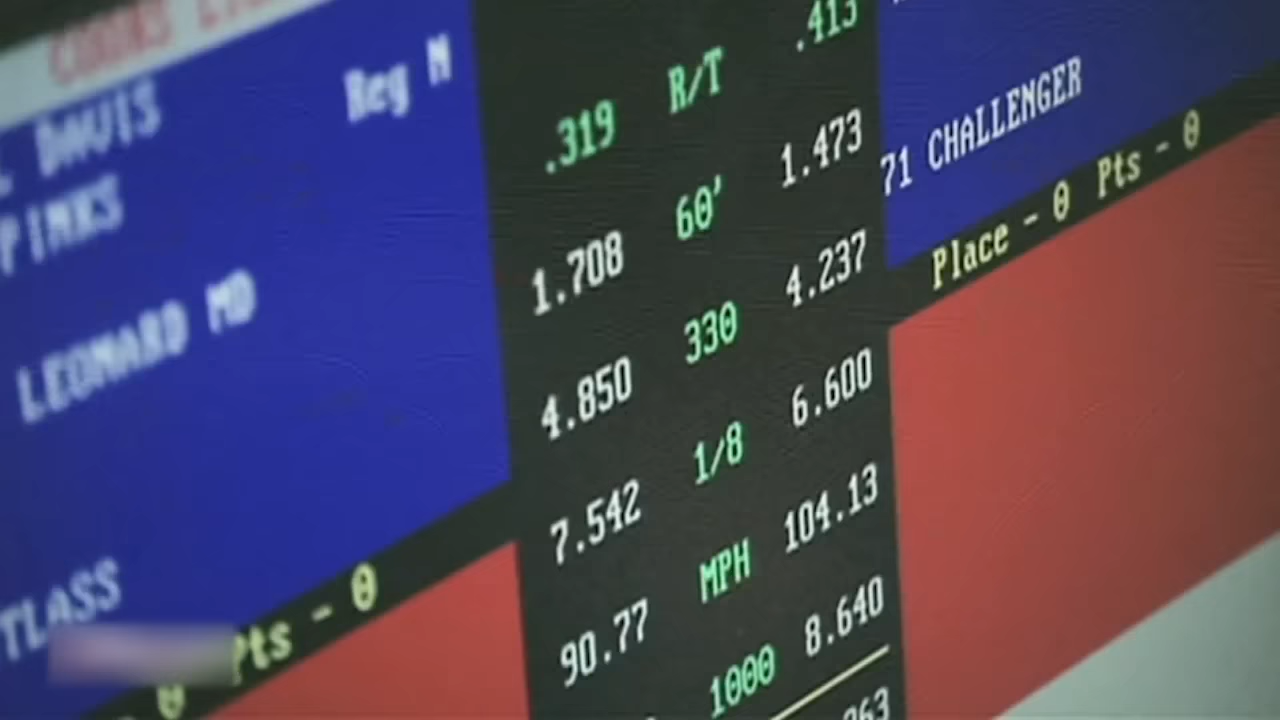 DAVIS Reg M
PINKS
LEONARD MD
TLASS
Pts - 0
0
.319 R/T .413
1.708 60' 1.473
4.850 330 4.237
7.542 1/8 6.600
90.77 MPH 104.13
1000 8.640
71 CHALLENGER
Place - 0 Pts - 0